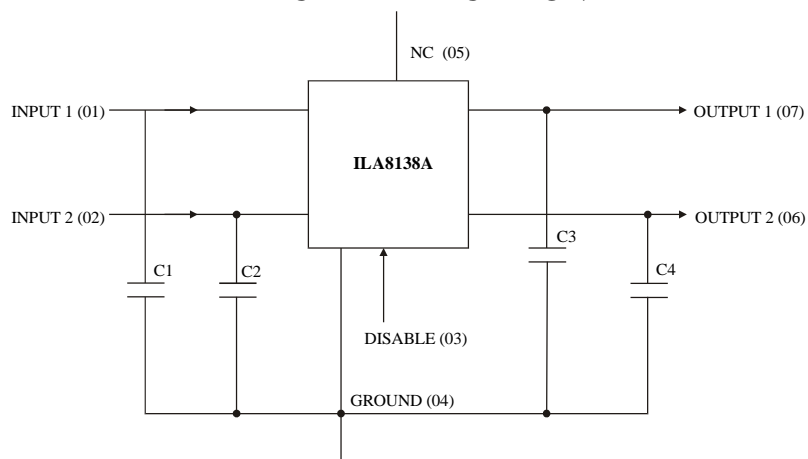 NC (05)
INPUT 1 (01)
OUTPUT 1 (07)
ILA8138A
INPUT 2 (02)
OUTPUT 2 (06)
C3
C1
C2
C4
DISABLE (03)
GROUND (04)